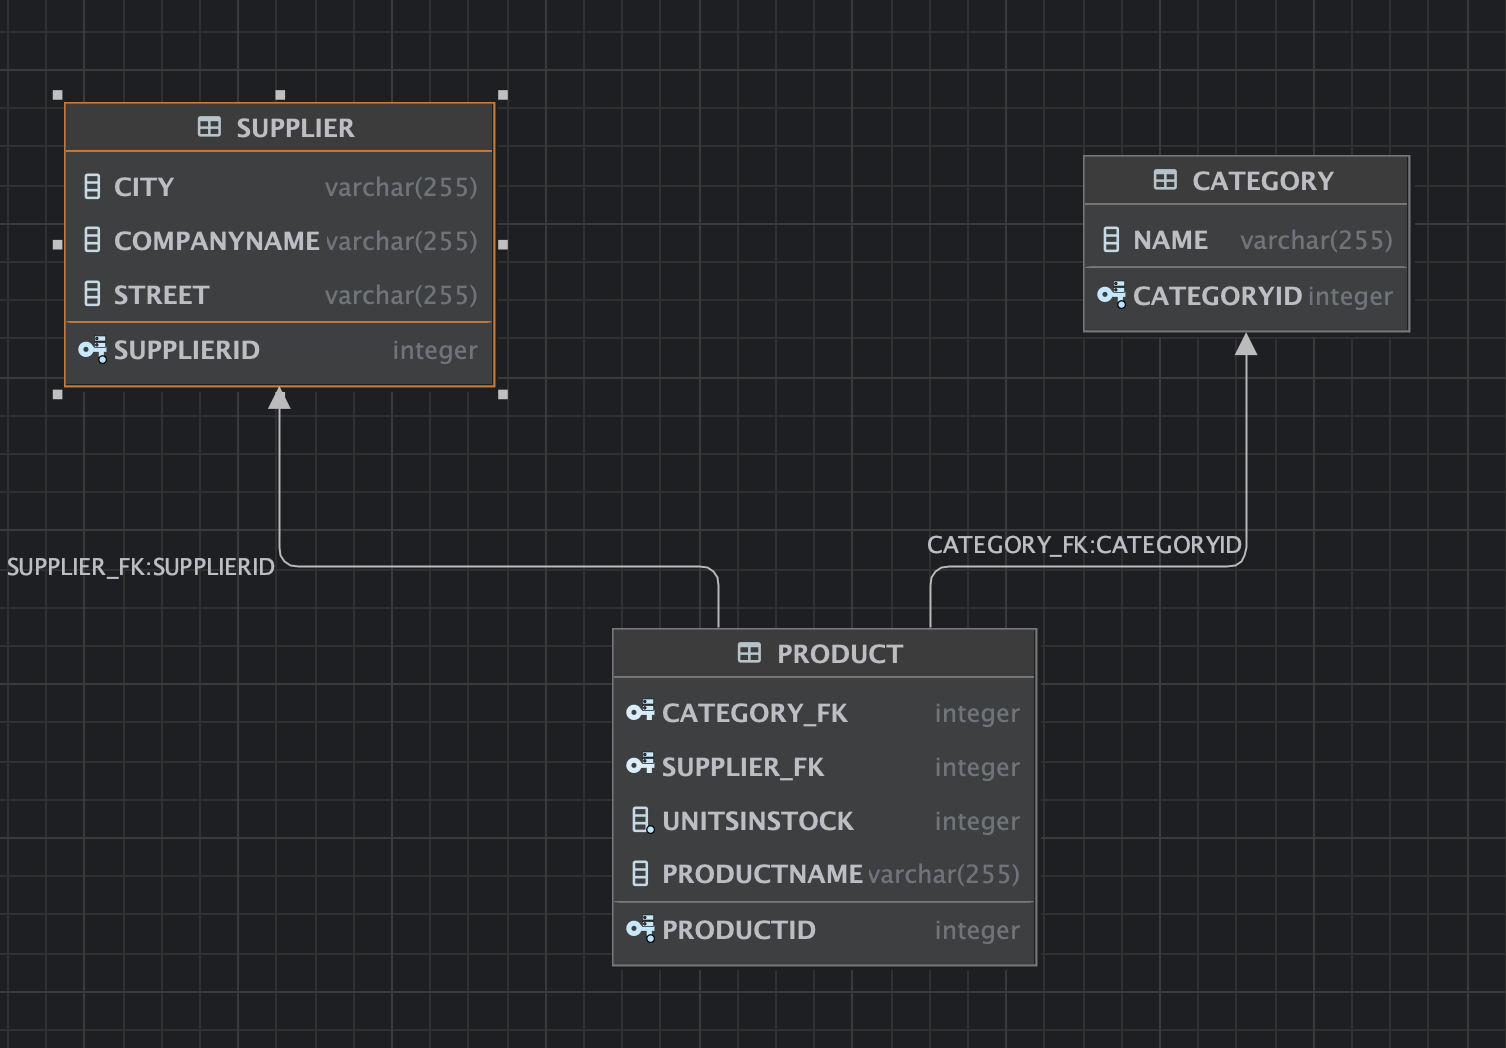 SUPPLIER
CITY varchar(255)
COMPANYNAME varchar(255)
STREET varchar(255)
SUPPLIERID integer
CATEGORY
NAME varchar(255)
CATEGORYID integer
SUPPLIER_FK:SUPPLIERID
CATEGORY_FK:CATEGORYID
PRODUCT
CATEGORY_FK integer
SUPPLIER_FK integer
UNITSINSTOCK integer
PRODUCTNAME varchar(255)
PRODUCTID integer